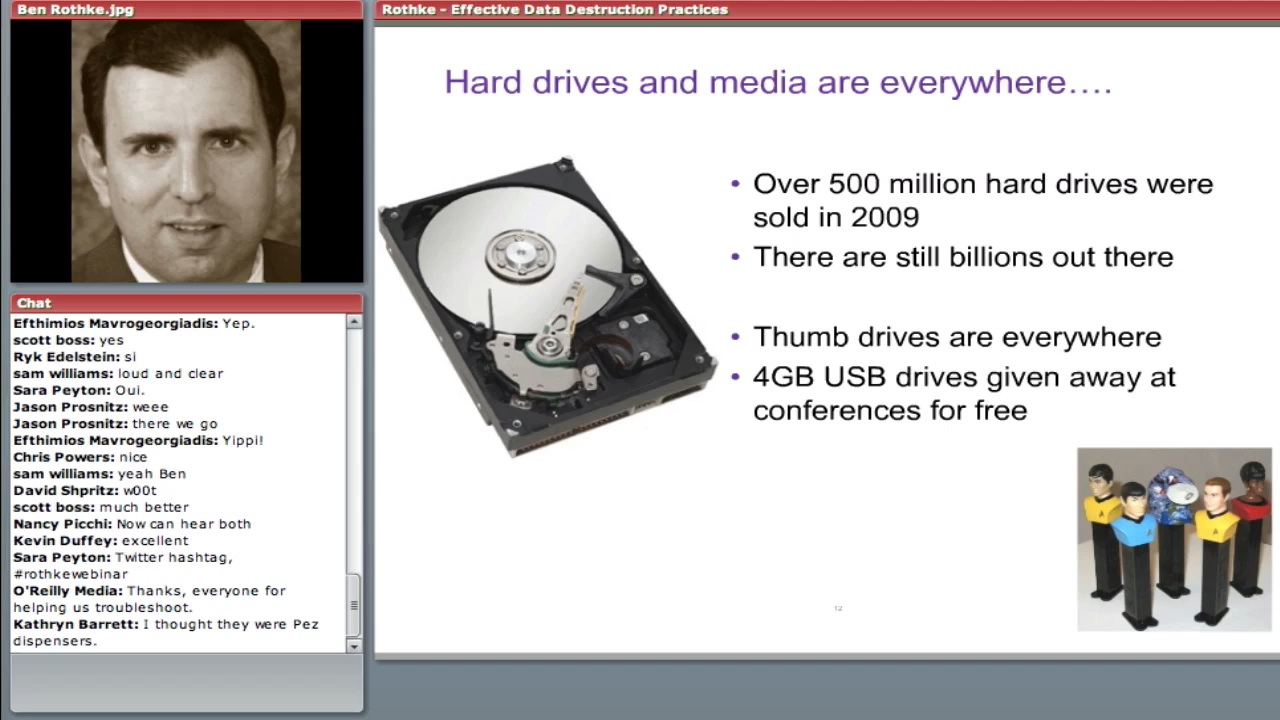 Ben Rothke.jpg
Chat
Efthimios Mavrogeorgiadis: Yep.
scott boss: yes
Ryk Edelstein: si
sam williams: loud and clear
Sara Peyton: Oui.
Jason Prosnitz: weee
Jason Prosnitz: there we go
Efthimios Mavrogeorgiadis: Yippi!
Chris Powers: nice
sam williams: yeah Ben
David Shpritz: w00t
scott boss: much better
Nancy Picchi: Now can hear both
Kevin Duffey: excellent
Sara Peyton: Twitter hashtag,
#rothkewebinar
O'Reilly Media: Thanks, everyone for
helping us troubleshoot.
Kathryn Barrett: I thought they were Pez
dispensers.
Rothke - Effective Data Destruction Practices
Hard drives and media are everywhere….
• Over 500 million hard drives were
sold in 2009
• There are still billions out there
• Thumb drives are everywhere
• 4GB USB drives given away at
conferences for free
12